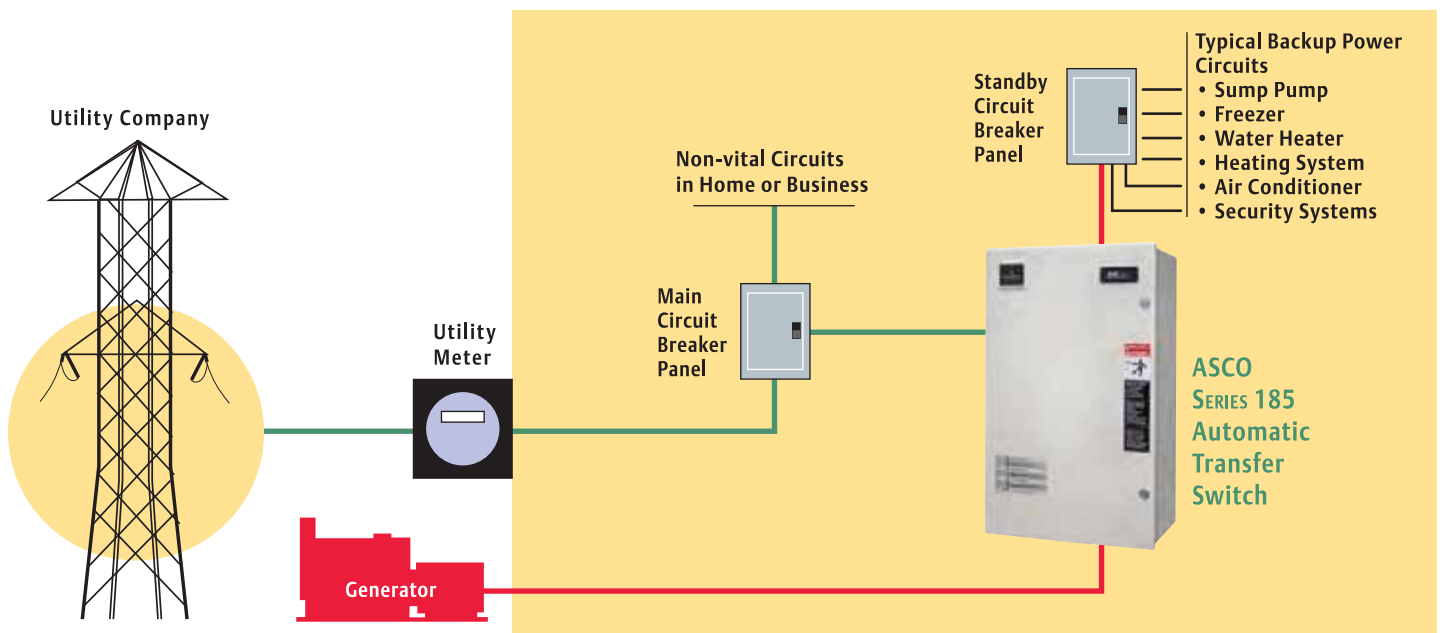 Utility Company
Utility
Meter
Generator
Non-vital Circuits
in Home or Business
Main
Circuit
Breaker
Panel
Standby
Circuit
Breaker
Panel
Typical Backup Power
Circuits
• Sump Pump
• Freezer
• Water Heater
• Heating System
• Air Conditioner
• Security Systems
ASCO
SERIES 185
Automatic
Transfer
Switch